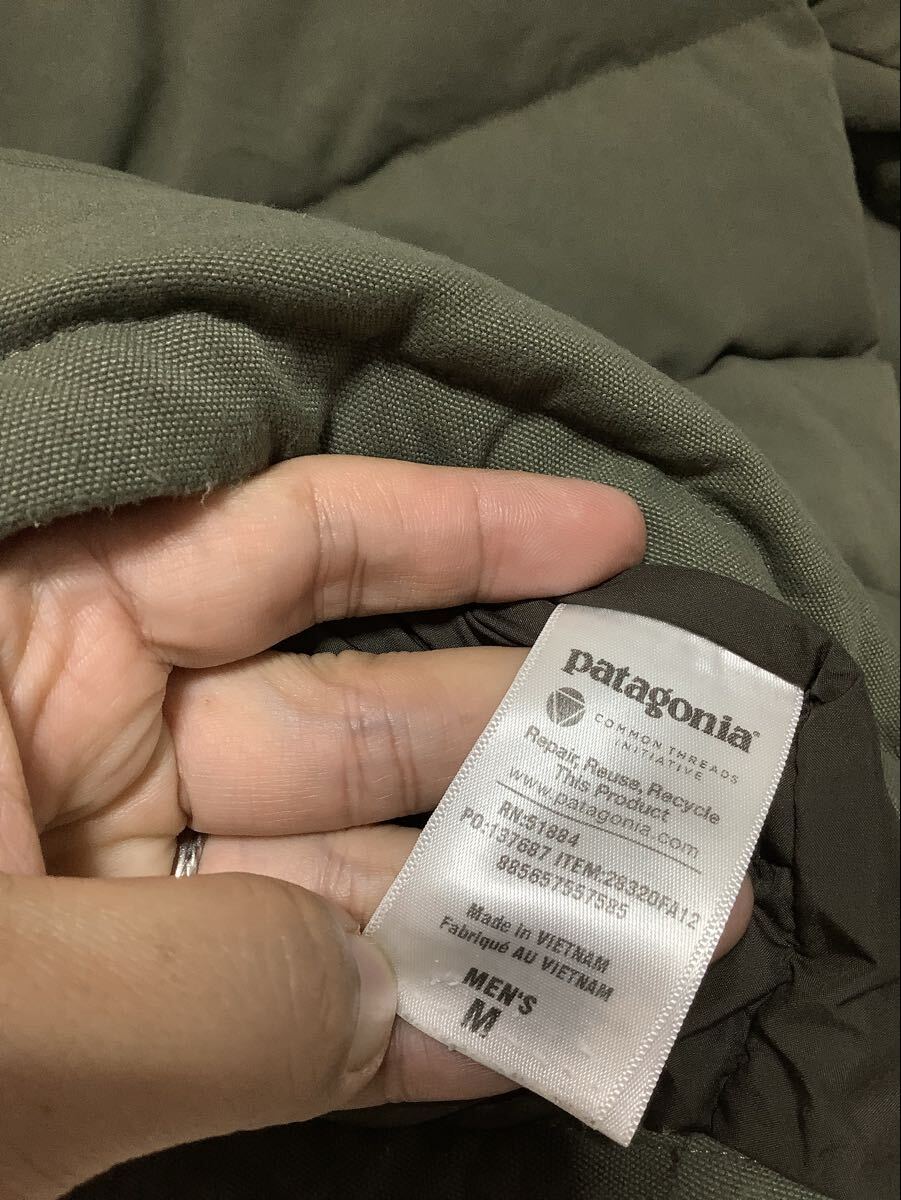 patagonia®
COMMON THREADS
INITIATIVE
Repair, Reuse, Recycle
This Product
www.patagonia.com
RN:51884
PO:137687 ITEM:28320FA12
885657557585
Made in VIETNAM
Fabriqué AU VIETNAM
MEN'S
M